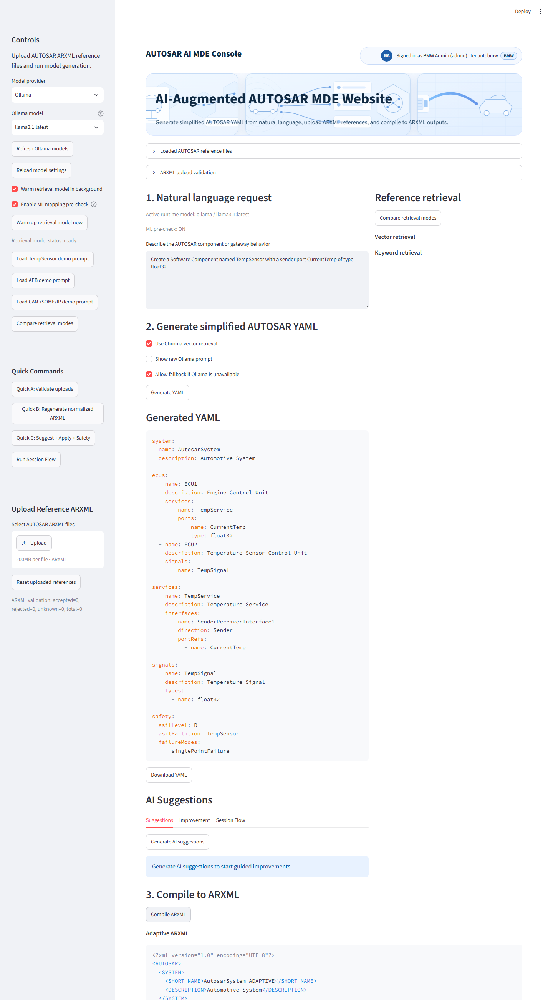 Deploy
Controls
Upload AUTOSAR ARXML reference
files and run model generation.
Model provider
Ollama
Ollama model
llama3.1:latest
Refresh Ollama models
Reload model settings
Warm retrieval model in background
Enable ML mapping pre-check
Warm up retrieval model now
Retrieval model status: ready
Load TempSensor demo prompt
Load AEB demo prompt
Load CAN→SOME/IP demo prompt
Compare retrieval modes
Quick Commands
Quick A: Validate uploads
Quick B: Regenerate normalized
ARXML
Quick C: Suggest + Apply + Safety
Run Session Flow
Upload Reference ARXML
Select AUTOSAR ARXML files
Upload
200MB per file • ARXML
Reset uploaded references
ARXML validation: accepted=0,
rejected=0, unknown=0, total=0
AUTOSAR AI MDE Console
BA Signed in as BMW Admin (admin) | tenant: bmw BMW
AI-Augmented AUTOSAR MDE Website
Generate simplified AUTOSAR YAML from natural language, upload ARXML references, and compile to ARXML outputs.
Loaded AUTOSAR reference files
ARXML upload validation
1. Natural language request
Active runtime model: ollama / llama3.1:latest
ML pre-check: ON
Describe the AUTOSAR component or gateway behavior
Create a Software Component named TempSensor with a sender port CurrentTemp of type
float32.
Reference retrieval
Compare retrieval modes
Vector retrieval
Keyword retrieval
2. Generate simplified AUTOSAR YAML
Use Chroma vector retrieval
Show raw Ollama prompt
Allow fallback if Ollama is unavailable
Generate YAML
Generated YAML
system:
  name: AutosarSystem
  description: Automotive System
ecus:
  - name: ECU1
    description: Engine Control Unit
    services:
      - name: TempService
        ports:
          - name: CurrentTemp
            type: float32
  - name: ECU2
    description: Temperature Sensor Control Unit
    signals:
      - name: TempSignal
services:
  - name: TempService
    description: Temperature Service
    interfaces:
      - name: SenderReceiverInterface1
        direction: Sender
        portRefs:
          - name: CurrentTemp
signals:
  - name: TempSignal
    description: Temperature Signal
    types:
      - name: float32
safety:
  asilLevel: D
  asilPartition: TempSensor
  failureModes:
    - singlePointFailure
Download YAML
AI Suggestions
Suggestions Improvement Session Flow
Generate AI suggestions
Generate AI suggestions to start guided improvements.
3. Compile to ARXML
Compile ARXML
Adaptive ARXML
<?xml version="1.0" encoding="UTF-8"?>
<AUTOSAR>
  <SYSTEM>
    <SHORT-NAME>AutosarSystem_ADAPTIVE</SHORT-NAME>
    <DESCRIPTION>Automotive System</DESCRIPTION>
  </SYSTEM>